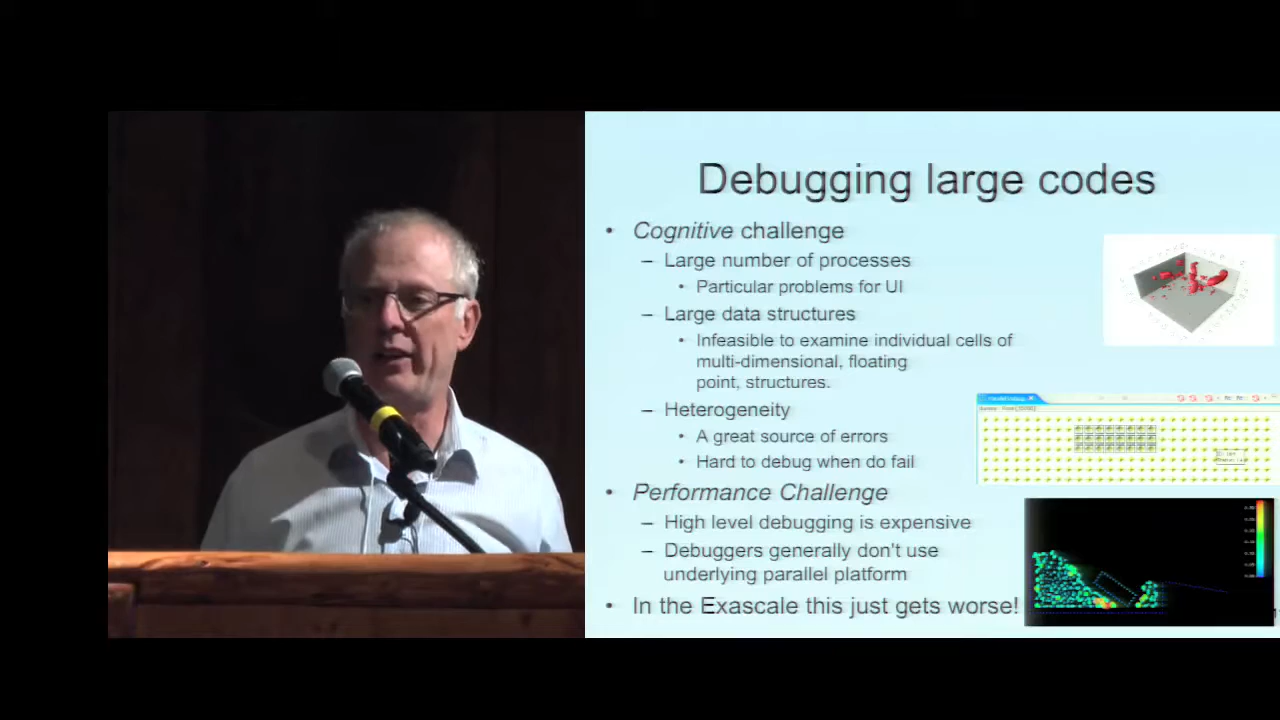 Debugging large codes
• Cognitive challenge
– Large number of processes
• Particular problems for UI
– Large data structures
• Infeasible to examine individual cells of
multi-dimensional, floating
point, structures.
– Heterogeneity
• A great source of errors
• Hard to debug when do fail
• Performance Challenge
– High level debugging is expensive
– Debuggers generally don't use
underlying parallel platform
• In the Exascale this just gets worse!